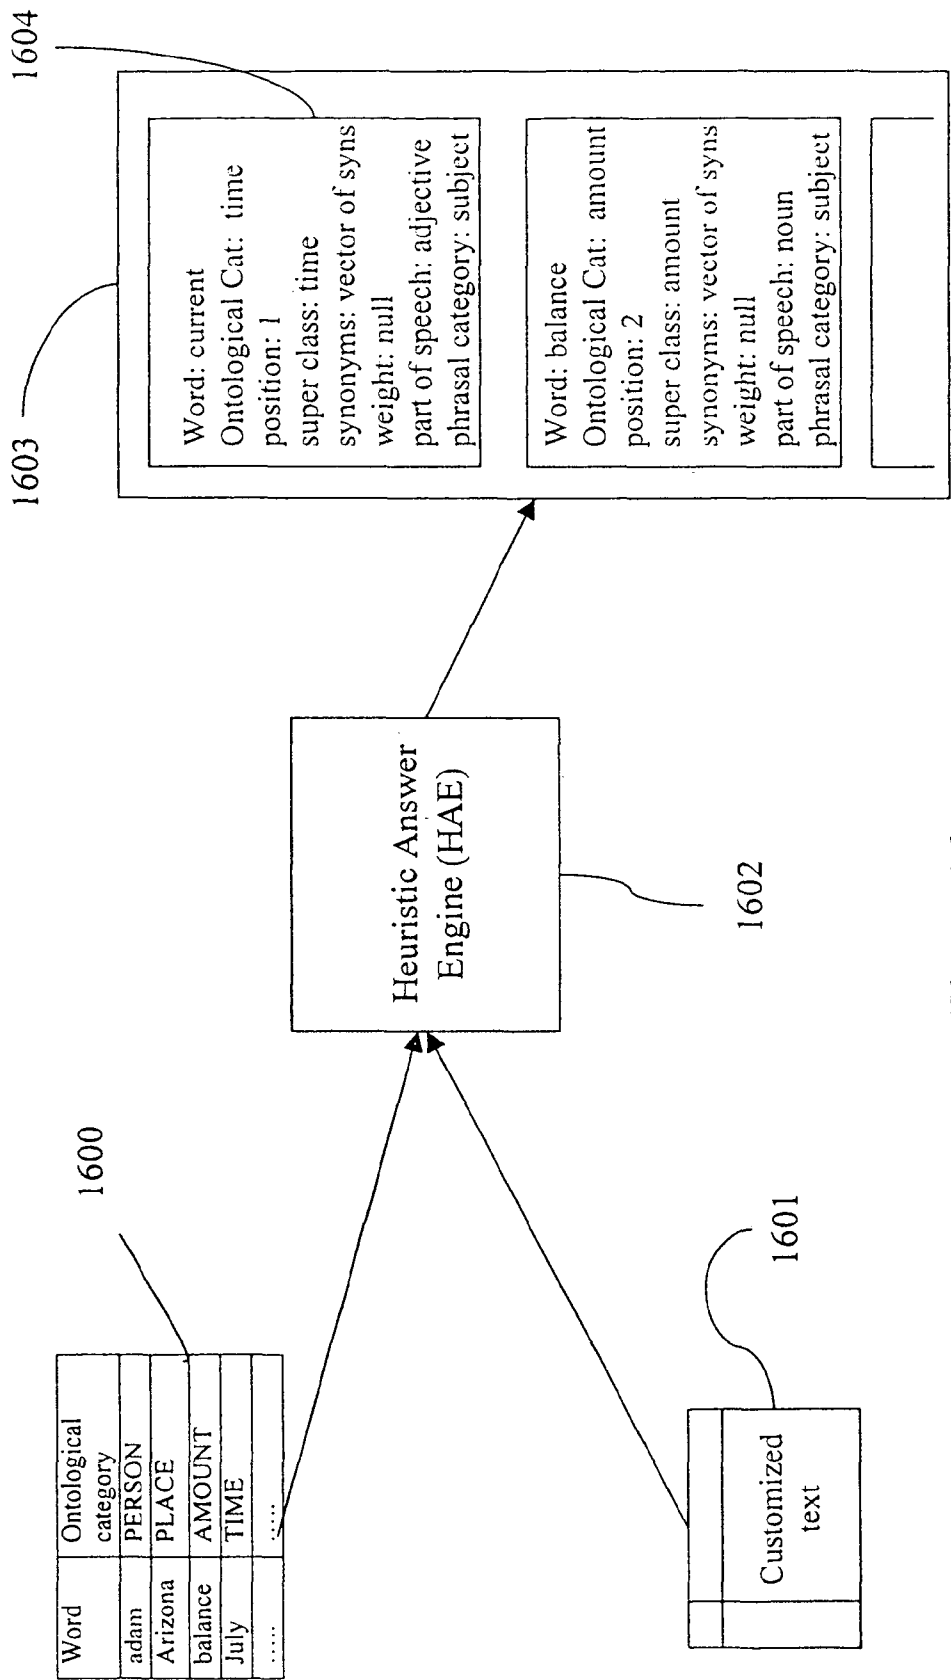 1600
Word Ontological
category
adam PERSON
Arizona PLACE
balance AMOUNT
July TIME
..... .....
Customized
text
1601
Heuristic Answer
Engine (HAE)
1602
1603
1604
Word: current
Ontological Cat: time
position: 1
super class: time
synonyms: vector of syns
weight: null
part of speech: adjective
phrasal category: subject
Word: balance
Ontological Cat: amount
position: 2
super class: amount
synonyms: vector of syns
weight: null
part of speech: noun
phrasal category: subject